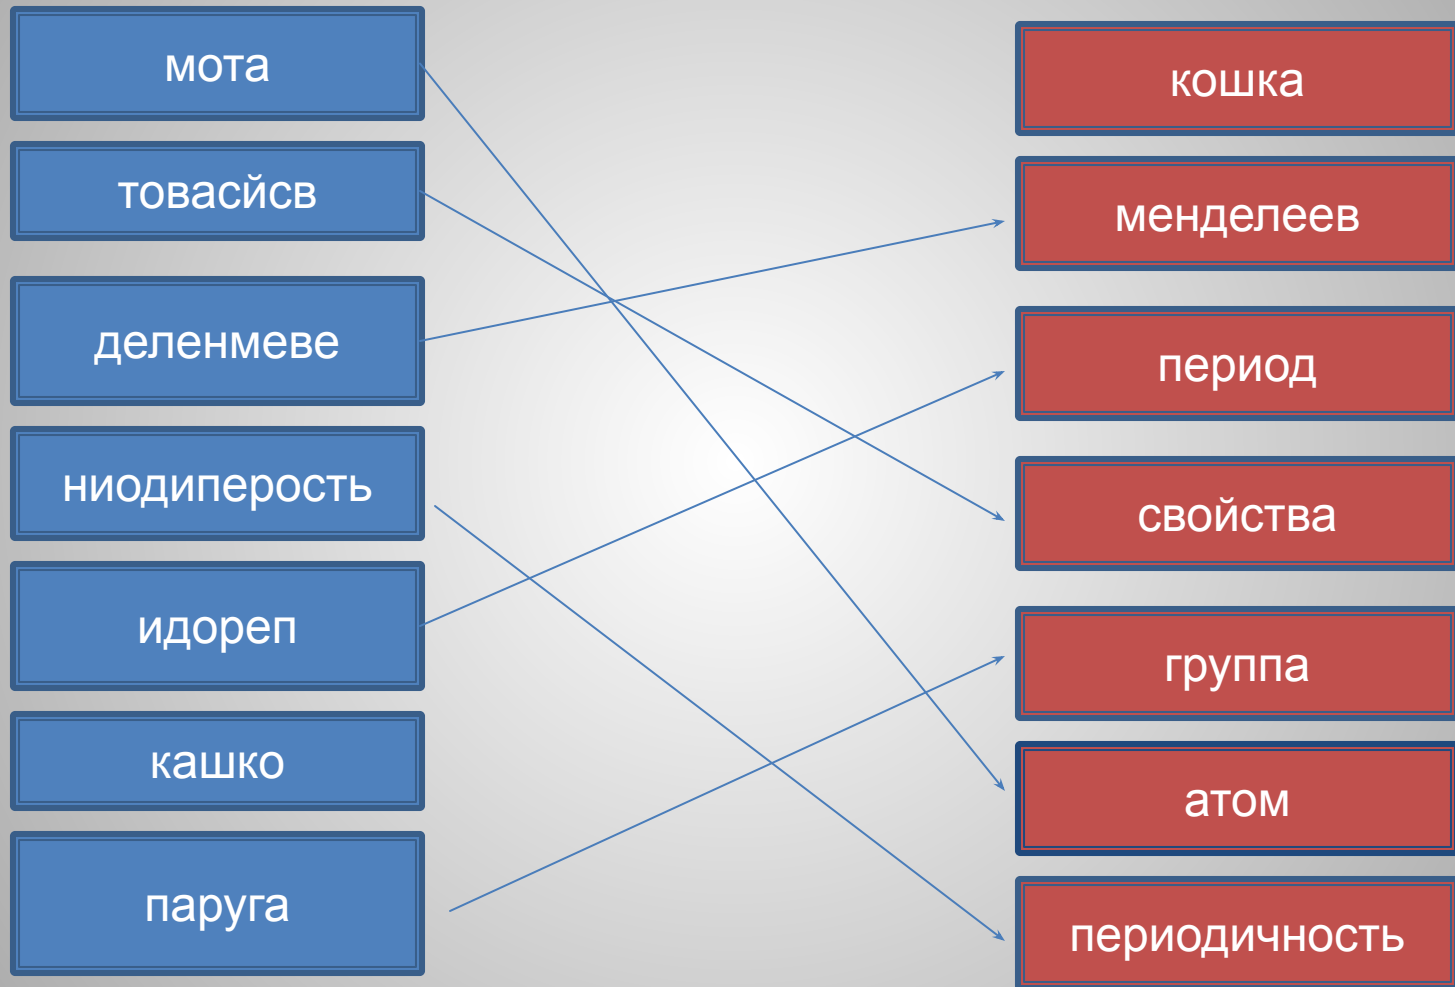 мота
товасйсв
деленмеве
ниодиперость
идореп
кашко
паруга
кошка
менделеев
период
свойства
группа
атом
периодичность